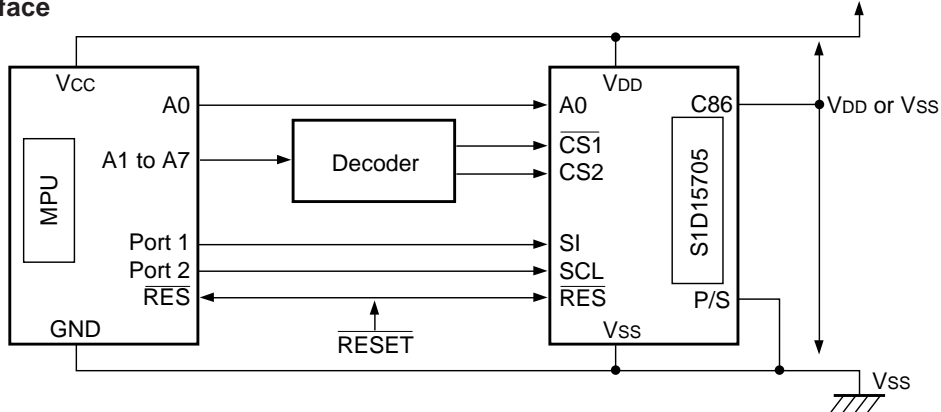 face
VCC
A0
A1 to A7
MPU
Port 1
Port 2
RES
GND
Decoder
RESET
VDD
A0
C86
CS1
CS2
S1D15705
SI
SCL
RES
P/S
VSS
VDD or VSS
VSS